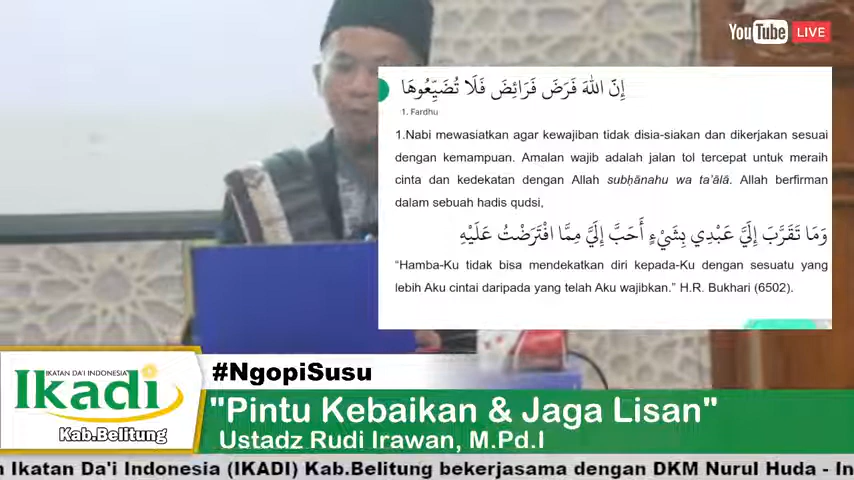 YouTube LIVE
إِنَّ اللَّهَ فَرَضَ فَرَائِضَ فَلَا تُضَيِّعُوهَا
1. Fardhu
1.Nabi mewasiatkan agar kewajiban tidak disia-siakan dan dikerjakan sesuai
dengan kemampuan. Amalan wajib adalah jalan tol tercepat untuk meraih
cinta dan kedekatan dengan Allah subḥānahu wa ta'ālā. Allah berfirman
dalam sebuah hadis qudsi,
وَمَا تَقَرَّبَ إِلَيَّ عَبْدِي بِشَيْءٍ أَحَبَّ إِلَيَّ مِمَّا افْتَرَضْتُ عَلَيْهِ
“Hamba-Ku tidak bisa mendekatkan diri kepada-Ku dengan sesuatu yang
lebih Aku cintai daripada yang telah Aku wajibkan.” H.R. Bukhari (6502).
IKATAN DA'I INDONESIA
Ikadi
Kab.Belitung
#NgopiSusu
"Pintu Kebaikan & Jaga Lisan"
Ustadz Rudi Irawan, M.Pd.I
Ikatan Da'i Indonesia (IKADI) Kab.Belitung bekerjasama dengan DKM Nurul Huda -